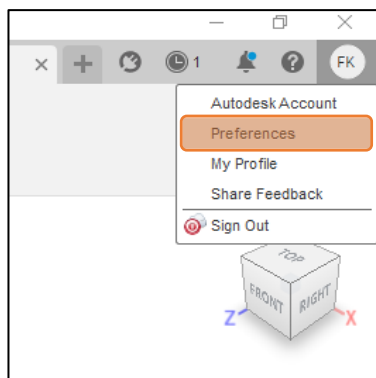 1
FK
Autodesk Account
Preferences
My Profile
Share Feedback
Sign Out
TOP
FRONT
RIGHT
Z
X